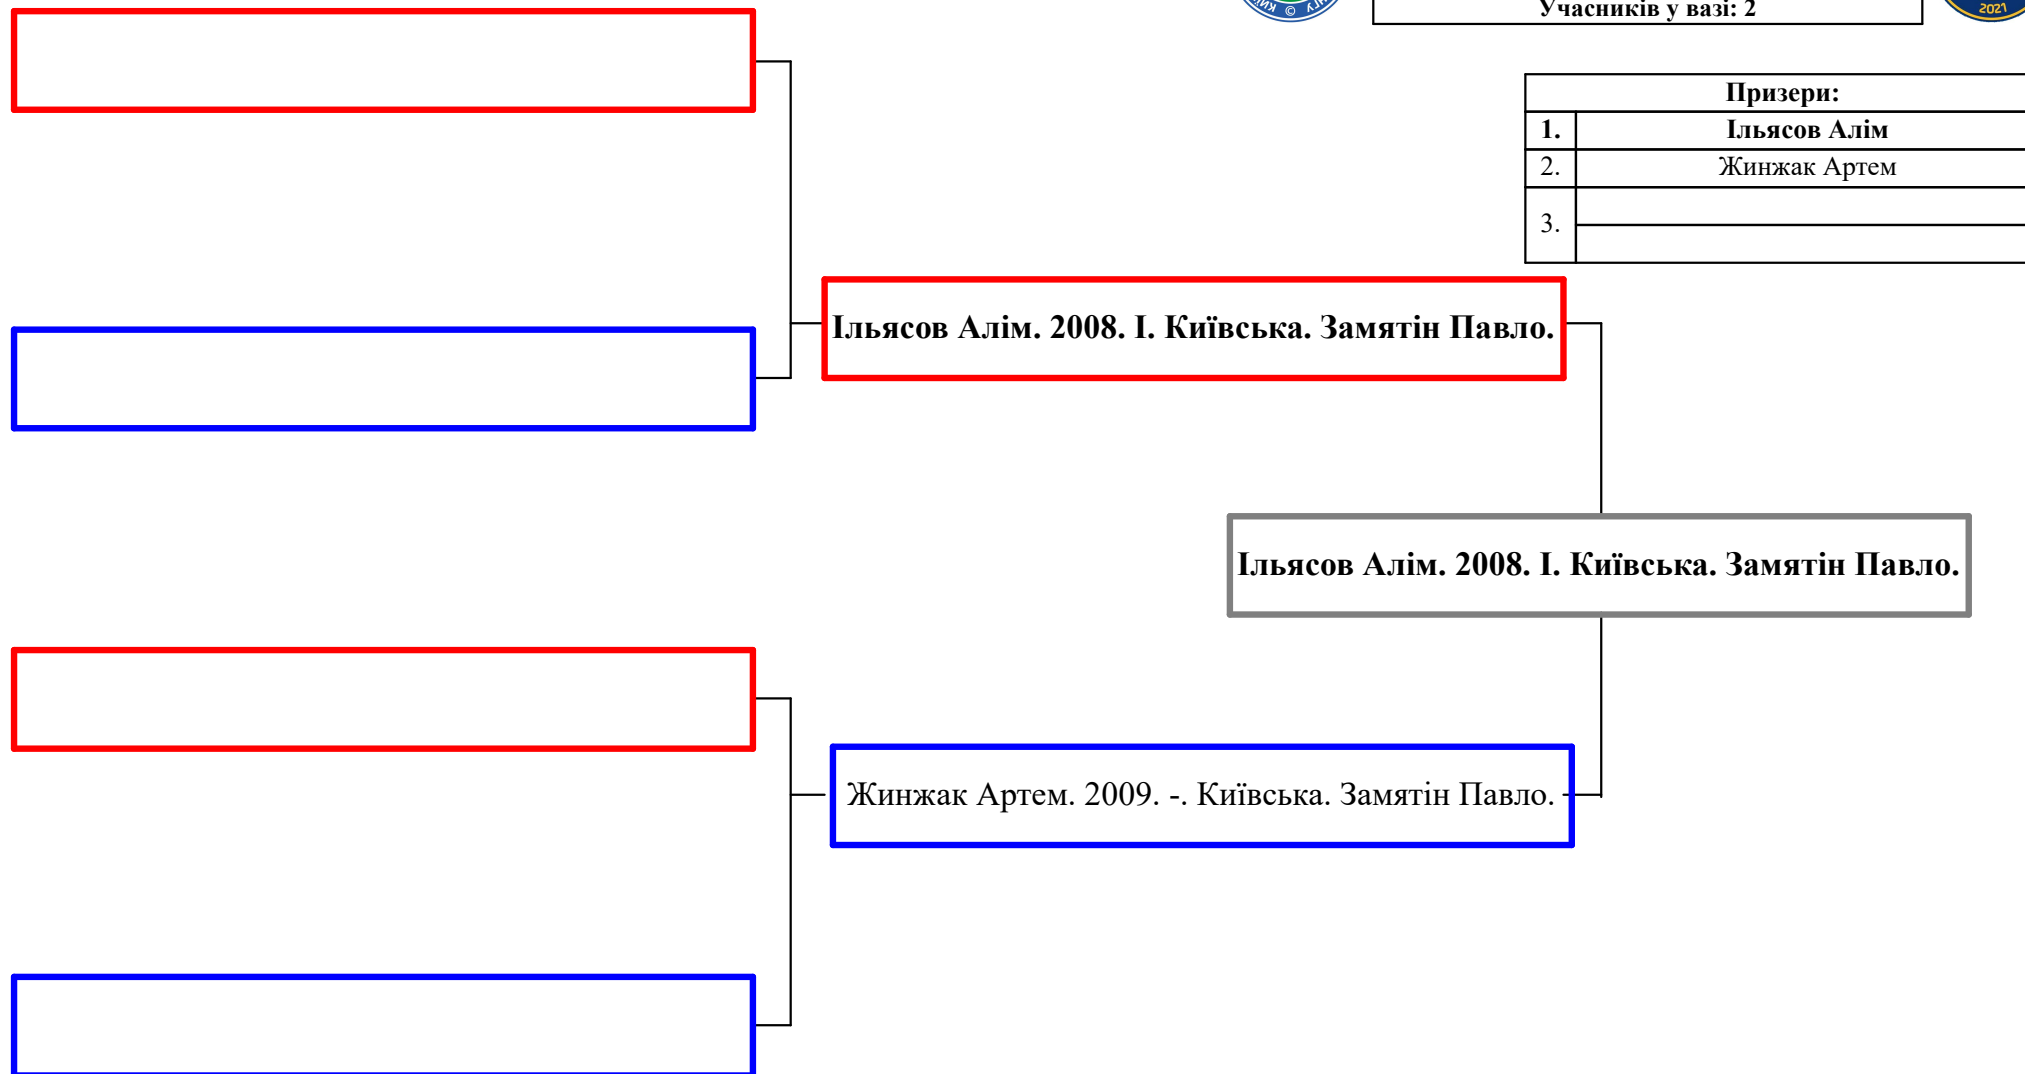 Учасників у вазі: 2
2021
Призери:
1. Ільясов Алім
2. Жинжак Артем
3.
Ільясов Алім. 2008. І. Київська. Замятін Павло.
Ільясов Алім. 2008. І. Київська. Замятін Павло.
Жинжак Артем. 2009. -. Київська. Замятін Павло.